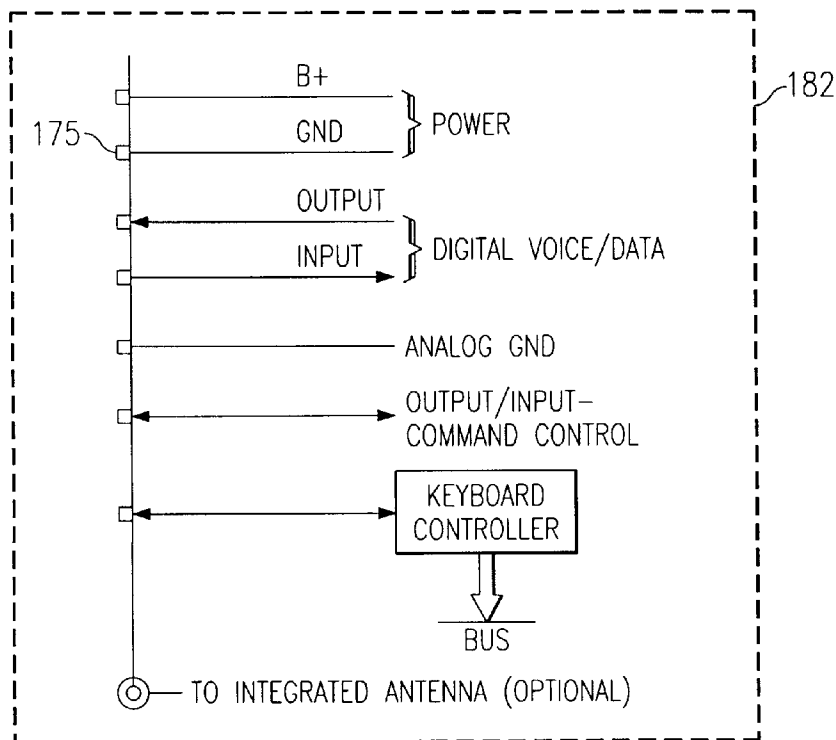 B+
182
POWER
GND
175
OUTPUT
DIGITAL VOICE/DATA
INPUT
ANALOG GND
OUTPUT/INPUT-
COMMAND CONTROL
KEYBOARD
CONTROLLER
BUS
TO INTEGRATED ANTENNA (OPTIONAL)